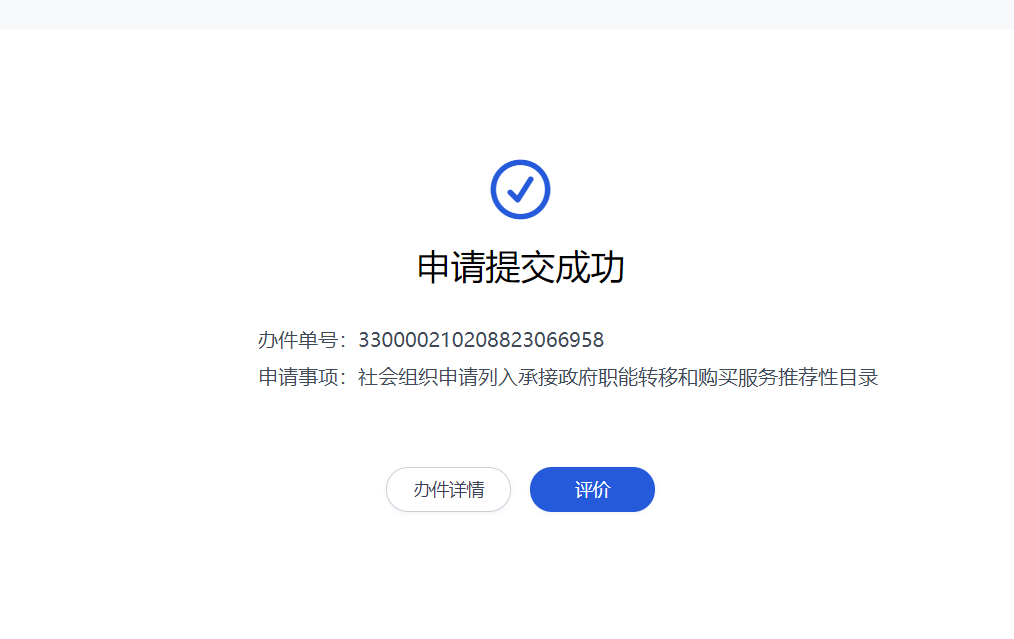 申请提交成功
办件单号：330000210208823066958
申请事项：社会组织申请列入承接政府职能转移和购买服务推荐性目录
办件详情
评价